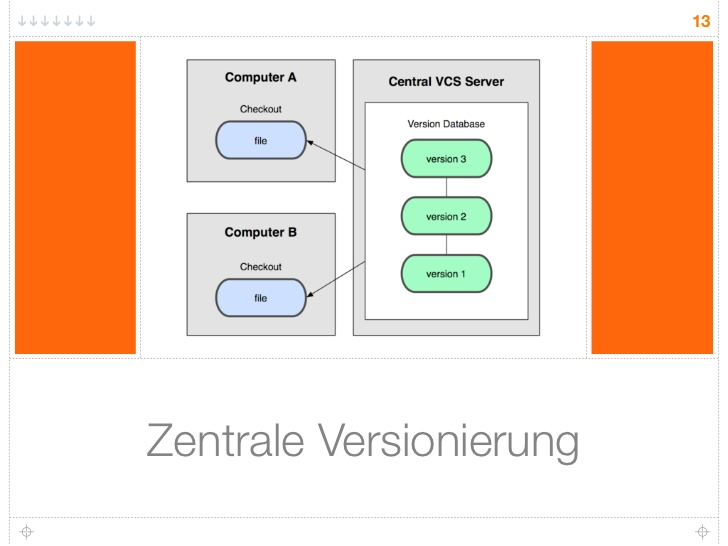 13
Computer A
Checkout
file
Central VCS Server
Version Database
version 3
version 2
version 1
Computer B
Checkout
file
Zentrale Versionierung